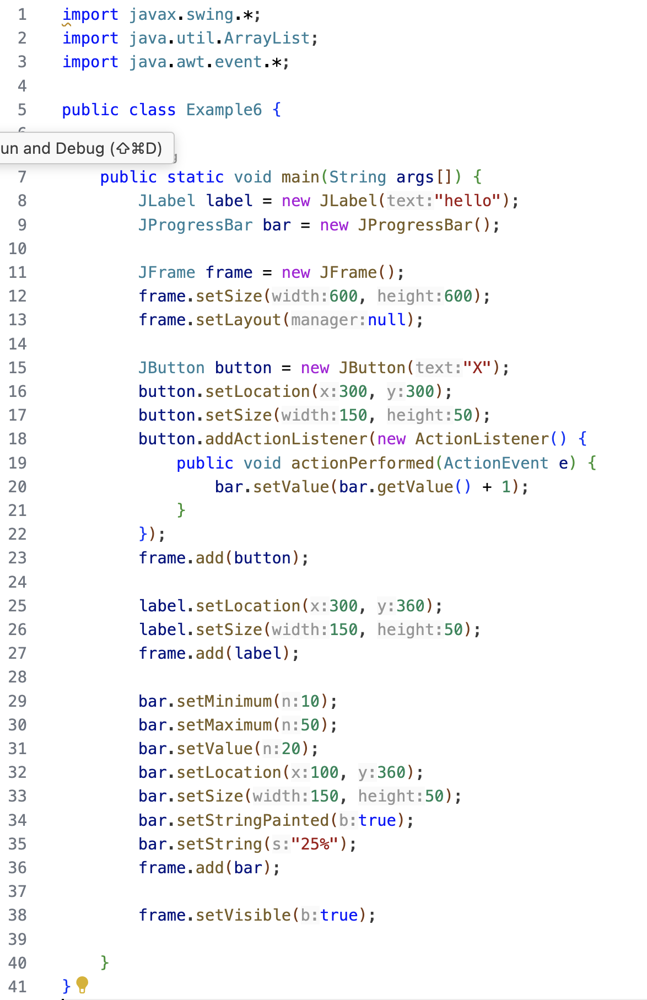 1 import javax.swing.*;
2 import java.util.ArrayList;
3 import java.awt.event.*;
4
5 public class Example6 {
6
un and Debug (⇧⌘D)
7     public static void main(String args[]) {
8         JLabel label = new JLabel(text:"hello");
9         JProgressBar bar = new JProgressBar();
10
11         JFrame frame = new JFrame();
12         frame.setSize(width:600, height:600);
13         frame.setLayout(manager:null);
14
15         JButton button = new JButton(text:"X");
16         button.setLocation(x:300, y:300);
17         button.setSize(width:150, height:50);
18         button.addActionListener(new ActionListener() {
19             public void actionPerformed(ActionEvent e) {
20                 bar.setValue(bar.getValue() + 1);
21             }
22         });
23         frame.add(button);
24
25         label.setLocation(x:300, y:360);
26         label.setSize(width:150, height:50);
27         frame.add(label);
28
29         bar.setMinimum(n:10);
30         bar.setMaximum(n:50);
31         bar.setValue(n:20);
32         bar.setLocation(x:100, y:360);
33         bar.setSize(width:150, height:50);
34         bar.setStringPainted(b:true);
35         bar.setString(s:"25%");
36         frame.add(bar);
37
38         frame.setVisible(b:true);
39
40     }
41 }